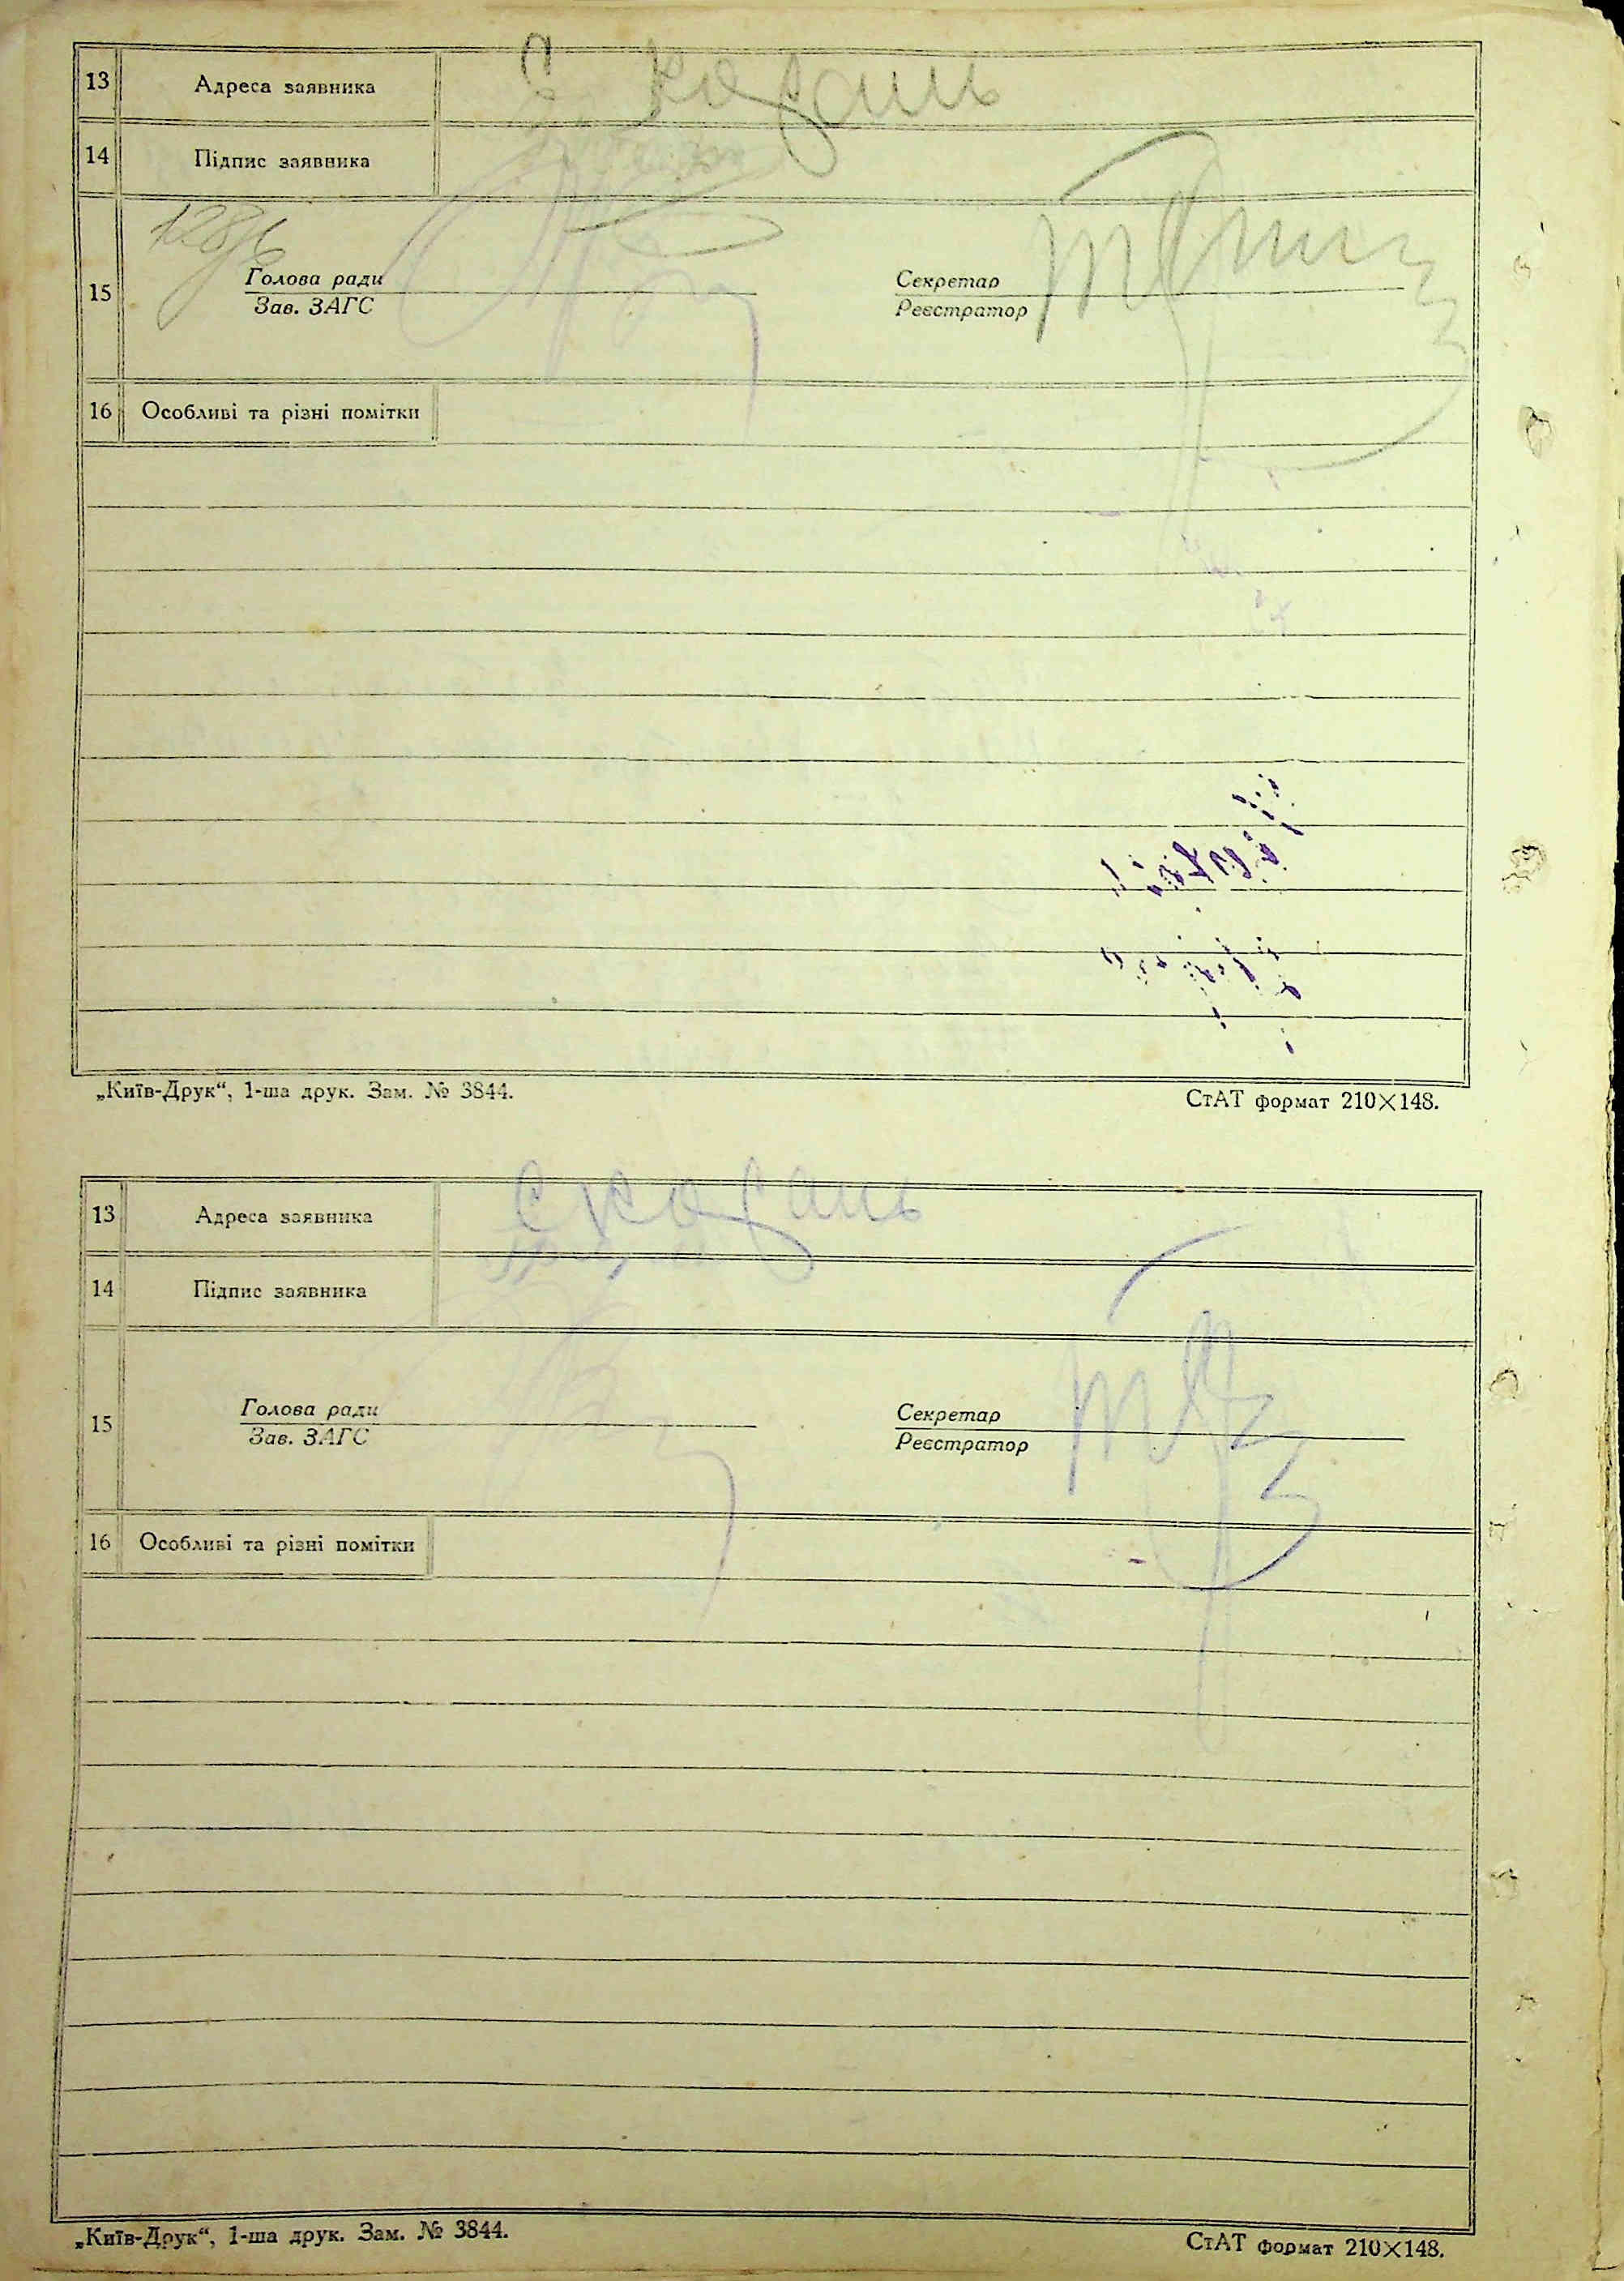 13 Адреса заявника С Кодань
14 Підпис заявника
15 Голова ради Секретар
Зав. ЗАГС Реєстратор
16 Особливі та різні помітки
„Київ-Друк“, 1-ша друк. Зам. № 3844. СтАТ формат 210×148.
13 Адреса заявника
14 Підпис заявника
15 Голова ради Секретар
Зав. ЗАГС Реєстратор
16 Особливі та різні помітки
„Київ-Друк“, 1-ша друк. Зам. № 3844. СтАТ формат 210×148.